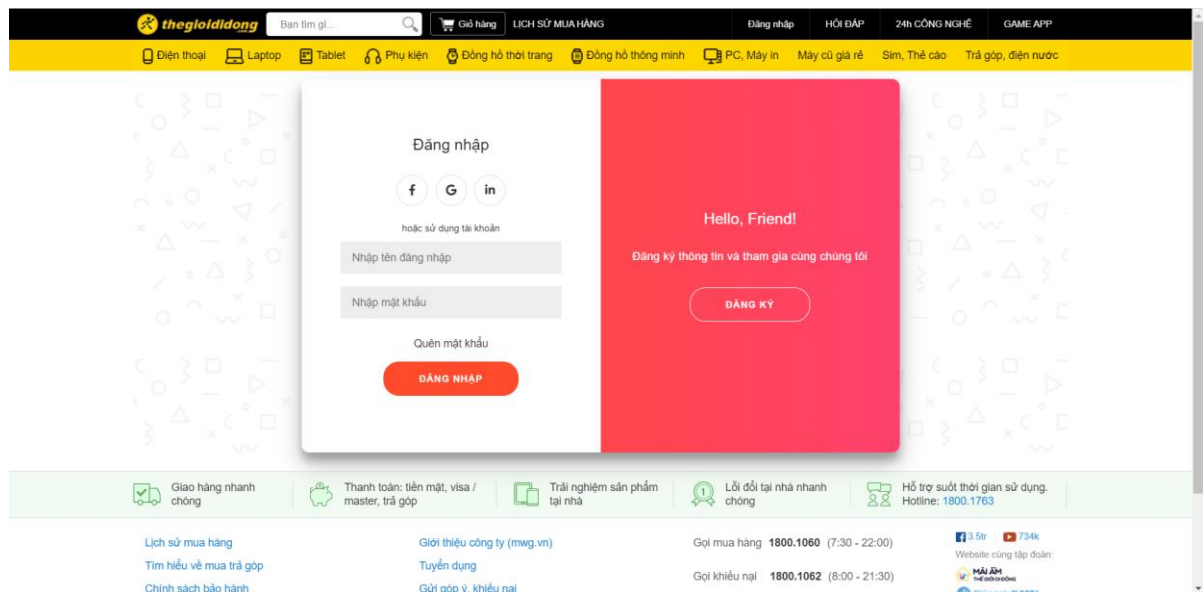 thegioididong.com
Bạn tìm gì...
Giỏ hàng
LỊCH SỬ MUA HÀNG
Đăng nhập
HỎI ĐÁP
24h CÔNG NGHỆ
GAME APP
Điện thoại
Laptop
Tablet
Phụ kiện
Đồng hồ thời trang
Đồng hồ thông minh
PC, Máy in
Máy cũ giá rẻ
Sim, Thẻ cào
Trả góp, điện nước
Đăng nhập
f G in
hoặc sử dụng tài khoản
Nhập tên đăng nhập
Nhập mật khẩu
Quên mật khẩu
ĐĂNG NHẬP
Hello, Friend!
Đăng ký thông tin và tham gia cùng chúng tôi
ĐĂNG KÝ
Giao hàng nhanh
chóng
Thanh toán: tiền mặt, visa /
master, trả góp
Trải nghiệm sản phẩm
tại nhà
1
Lỗi đổi tại nhà nhanh
chóng
Hỗ trợ suốt thời gian sử dụng.
Hotline: 1800.1763
Lịch sử mua hàng
Tìm hiểu về mua trả góp
Chính sách bảo hành
Giới thiệu công ty (mwg.vn)
Tuyển dụng
Gửi góp ý, khiếu nại
Gọi mua hàng 1800.1060 (7:30 - 22:00)
Gọi khiếu nại 1800.1062 (8:00 - 21:30)
3.5tr 734k
Website cùng tập đoàn:
MÁI ẤM
THẾ GIỚI DI ĐỘNG